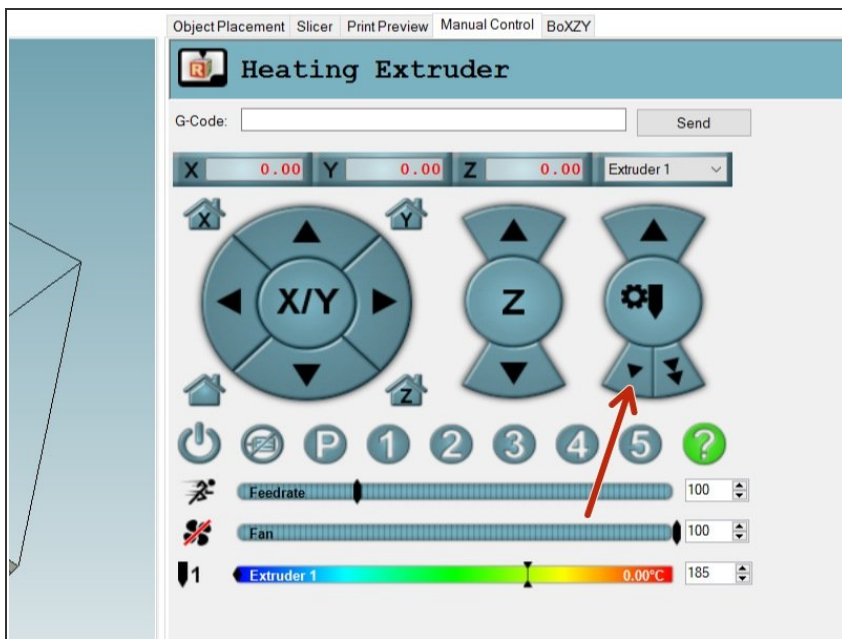 Object Placement Slicer Print Preview Manual Control BoXZY
R
Heating Extruder
G-Code: Send
X 0.00 Y 0.00 Z 0.00 Extruder 1
X Y
X/Y Z
Z
P 1 2 3 4 5 ?
Feedrate 100
Fan 100
1 Extruder 1 0.00°C 185